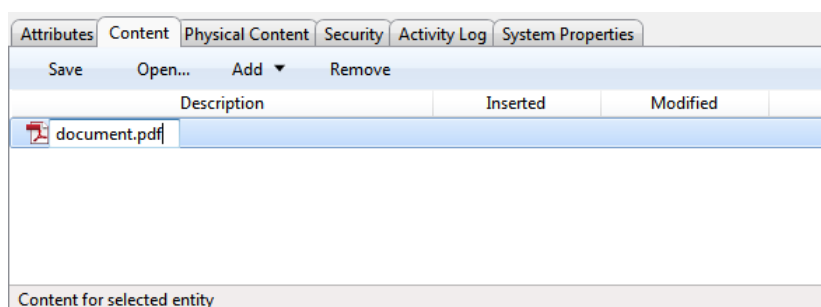 Attributes Content Physical Content Security Activity Log System Properties
Save Open... Add Remove
Description Inserted Modified
document.pdf
Content for selected entity